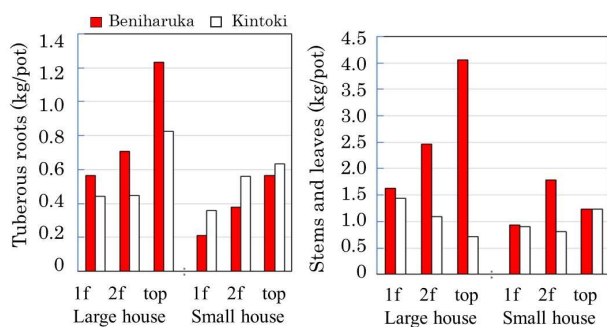 Beniharuka Kintoki
Tuberous roots (kg/pot)
1.4
1.2
1.0
0.8
0.6
0.4
0.2
0
1f 2f top 1f 2f top
Large house Small house
Stems and leaves (kg/pot)
4.5
4.0
3.5
3.0
2.5
2.0
1.5
1.0
0.5
0
1f 2f top 1f 2f top
Large house Small house